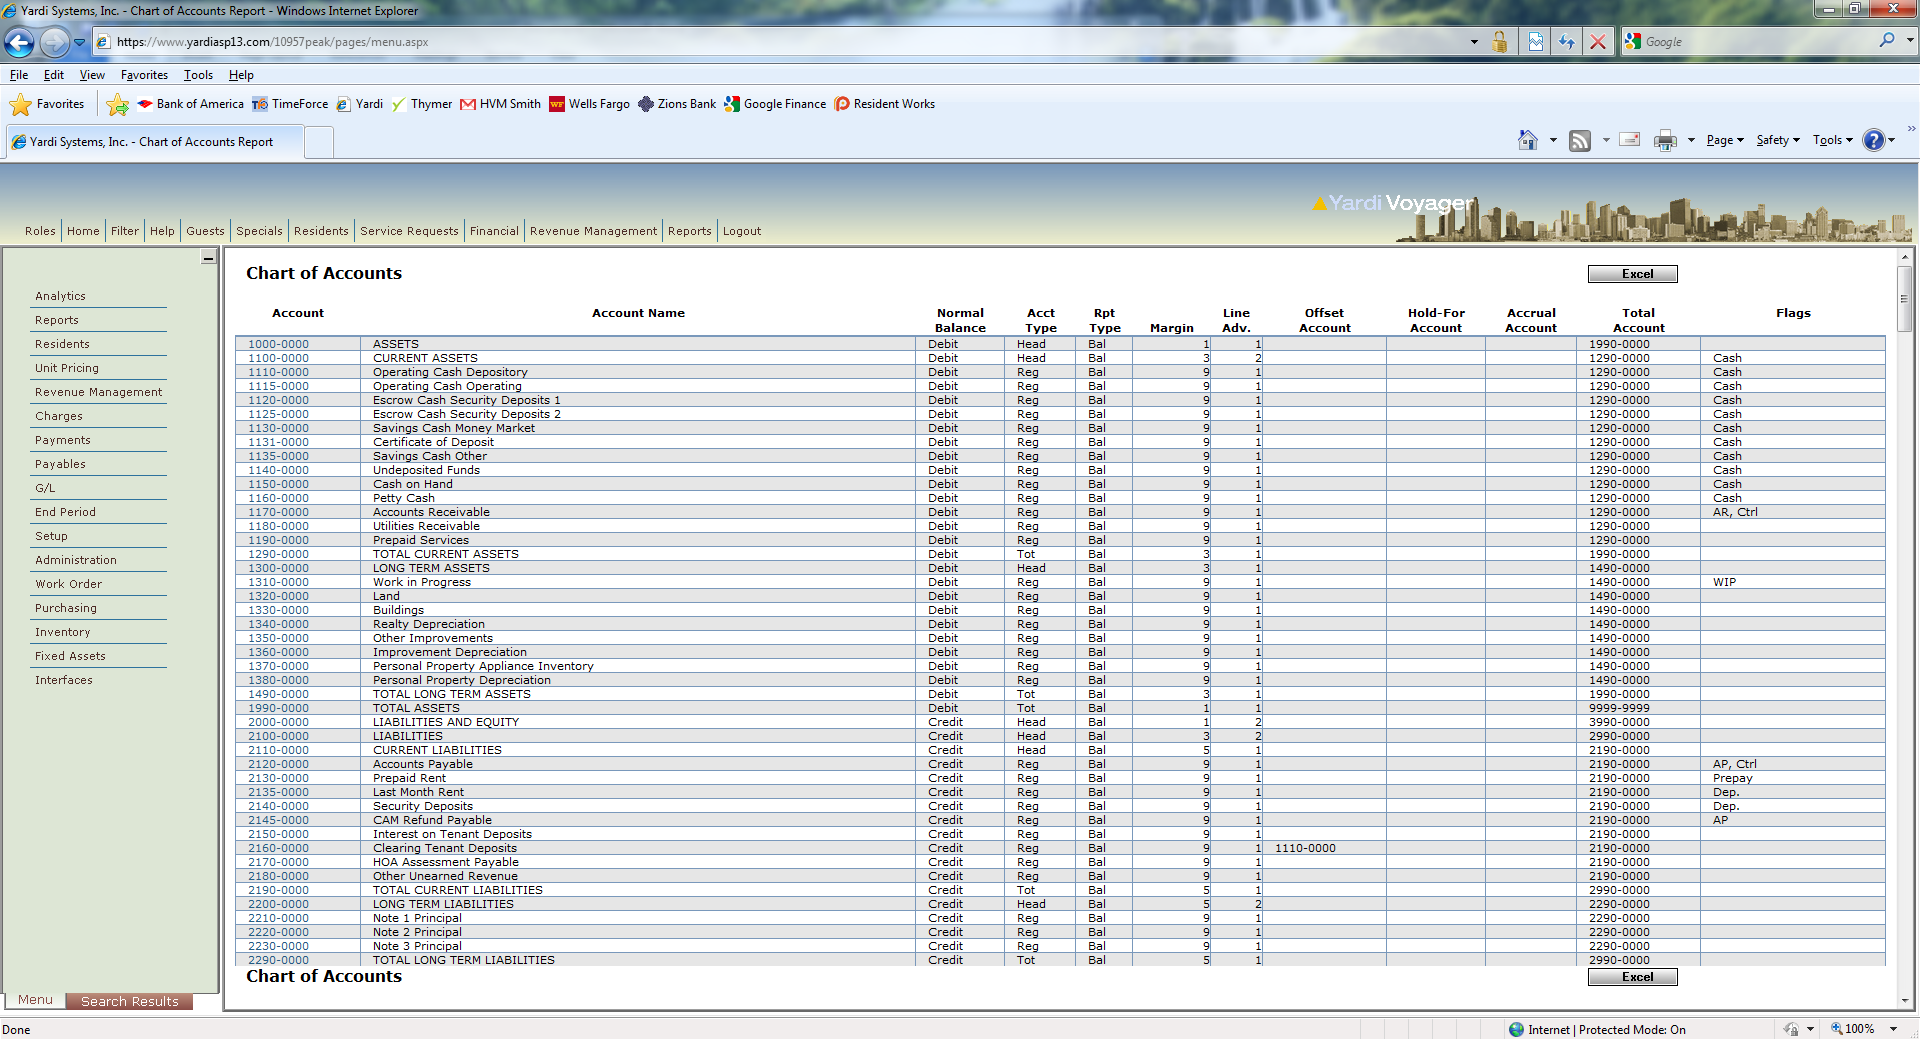 Yardi Systems, Inc. - Chart of Accounts Report - Windows Internet Explorer
https://www.yardiasp13.com/10957peak/pages/menu.aspx Google
File Edit View Favorites Tools Help
Favorites Bank of America TimeForce Yardi Thymer HVM Smith Wells Fargo Zions Bank Google Finance Resident Works
Yardi Systems, Inc. - Chart of Accounts Report Page Safety Tools
Yardi Voyager
Roles Home Filter Help Guests Specials Residents Service Requests Financial Revenue Management Reports Logout
Analytics
Reports
Residents
Unit Pricing
Revenue Management
Charges
Payments
Payables
G/L
End Period
Setup
Administration
Work Order
Purchasing
Inventory
Fixed Assets
Interfaces
Menu Search Results
Chart of Accounts Excel
Account Account Name Normal Balance Acct Type Rpt Type Margin Line Adv. Offset Account Hold-For Account Accrual Account Total Account Flags
1000-0000 ASSETS Debit Head Bal 1 1 1990-0000
1100-0000 CURRENT ASSETS Debit Head Bal 3 2 1290-0000 Cash
1110-0000 Operating Cash Depository Debit Reg Bal 9 1 1290-0000 Cash
1115-0000 Operating Cash Operating Debit Reg Bal 9 1 1290-0000 Cash
1120-0000 Escrow Cash Security Deposits 1 Debit Reg Bal 9 1 1290-0000 Cash
1125-0000 Escrow Cash Security Deposits 2 Debit Reg Bal 9 1 1290-0000 Cash
1130-0000 Savings Cash Money Market Debit Reg Bal 9 1 1290-0000 Cash
1131-0000 Certificate of Deposit Debit Reg Bal 9 1 1290-0000 Cash
1135-0000 Savings Cash Other Debit Reg Bal 9 1 1290-0000 Cash
1140-0000 Undeposited Funds Debit Reg Bal 9 1 1290-0000 Cash
1150-0000 Cash on Hand Debit Reg Bal 9 1 1290-0000 Cash
1160-0000 Petty Cash Debit Reg Bal 9 1 1290-0000 Cash
1170-0000 Accounts Receivable Debit Reg Bal 9 1 1290-0000 AR, Ctrl
1180-0000 Utilities Receivable Debit Reg Bal 9 1 1290-0000
1190-0000 Prepaid Services Debit Reg Bal 9 1 1290-0000
1290-0000 TOTAL CURRENT ASSETS Debit Tot Bal 3 1 1990-0000
1300-0000 LONG TERM ASSETS Debit Head Bal 3 1 1490-0000
1310-0000 Work in Progress Debit Reg Bal 9 1 1490-0000 WIP
1320-0000 Land Debit Reg Bal 9 1 1490-0000
1330-0000 Buildings Debit Reg Bal 9 1 1490-0000
1340-0000 Realty Depreciation Debit Reg Bal 9 1 1490-0000
1350-0000 Other Improvements Debit Reg Bal 9 1 1490-0000
1360-0000 Improvement Depreciation Debit Reg Bal 9 1 1490-0000
1370-0000 Personal Property Appliance Inventory Debit Reg Bal 9 1 1490-0000
1380-0000 Personal Property Depreciation Debit Reg Bal 9 1 1490-0000
1490-0000 TOTAL LONG TERM ASSETS Debit Tot Bal 3 1 1990-0000
1990-0000 TOTAL ASSETS Debit Tot Bal 1 1 9999-9999
2000-0000 LIABILITIES AND EQUITY Credit Head Bal 1 2 3990-0000
2100-0000 LIABILITIES Credit Head Bal 3 2 2990-0000
2110-0000 CURRENT LIABILITIES Credit Head Bal 5 1 2190-0000
2120-0000 Accounts Payable Credit Reg Bal 9 1 2190-0000 AP, Ctrl
2130-0000 Prepaid Rent Credit Reg Bal 9 1 2190-0000 Prepay
2135-0000 Last Month Rent Credit Reg Bal 9 1 2190-0000 Dep.
2140-0000 Security Deposits Credit Reg Bal 9 1 2190-0000 Dep.
2145-0000 CAM Refund Payable Credit Reg Bal 9 1 2190-0000 AP
2150-0000 Interest on Tenant Deposits Credit Reg Bal 9 1 2190-0000
2160-0000 Clearing Tenant Deposits Credit Reg Bal 9 1 1110-0000 2190-0000
2170-0000 HOA Assessment Payable Credit Reg Bal 9 1 2190-0000
2180-0000 Other Unearned Revenue Credit Reg Bal 9 1 2190-0000
2190-0000 TOTAL CURRENT LIABILITIES Credit Tot Bal 5 1 2990-0000
2200-0000 LONG TERM LIABILITIES Credit Head Bal 5 2 2290-0000
2210-0000 Note 1 Principal Credit Reg Bal 9 1 2290-0000
2220-0000 Note 2 Principal Credit Reg Bal 9 1 2290-0000
2230-0000 Note 3 Principal Credit Reg Bal 9 1 2290-0000
2290-0000 TOTAL LONG TERM LIABILITIES Credit Tot Bal 5 1 2990-0000
Chart of Accounts Excel
Done Internet | Protected Mode: On 100%